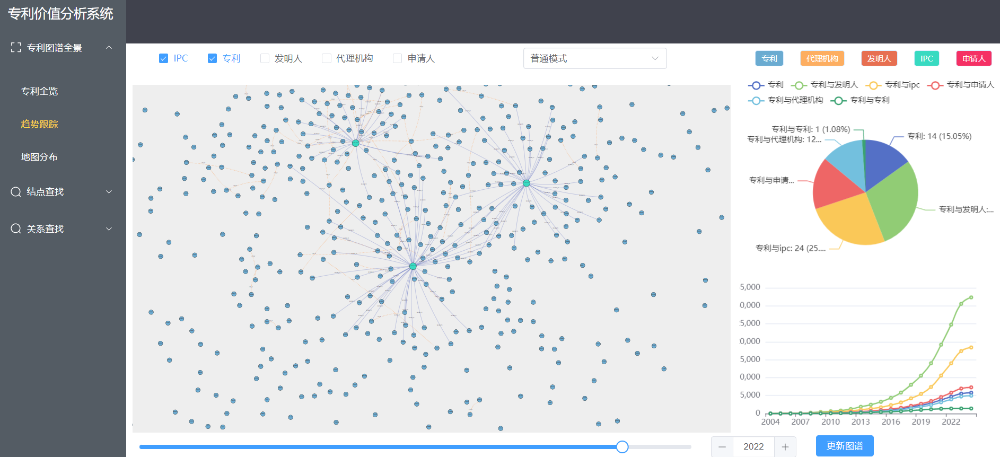 专利价值分析系统
专利图谱全景
专利全览
趋势跟踪
地图分布
结点查找
关系查找
IPC
专利
发明人
代理机构
申请人
普通模式
专利
代理机构
发明人
IPC
申请人
专利
专利与发明人
专利与ipc
专利与申请人
专利与代理机构
专利与专利
专利与专利: 1 (1.08%)
专利与代理机构: 12...
专利: 14 (15.05%)
专利与申请...
专利与发明人:...
专利与ipc: 24 (25....
5,000
0,000
5,000
0,000
5,000
0,000
5,000
0
2004 2007 2010 2013 2016 2019 2022
2022
更新图谱